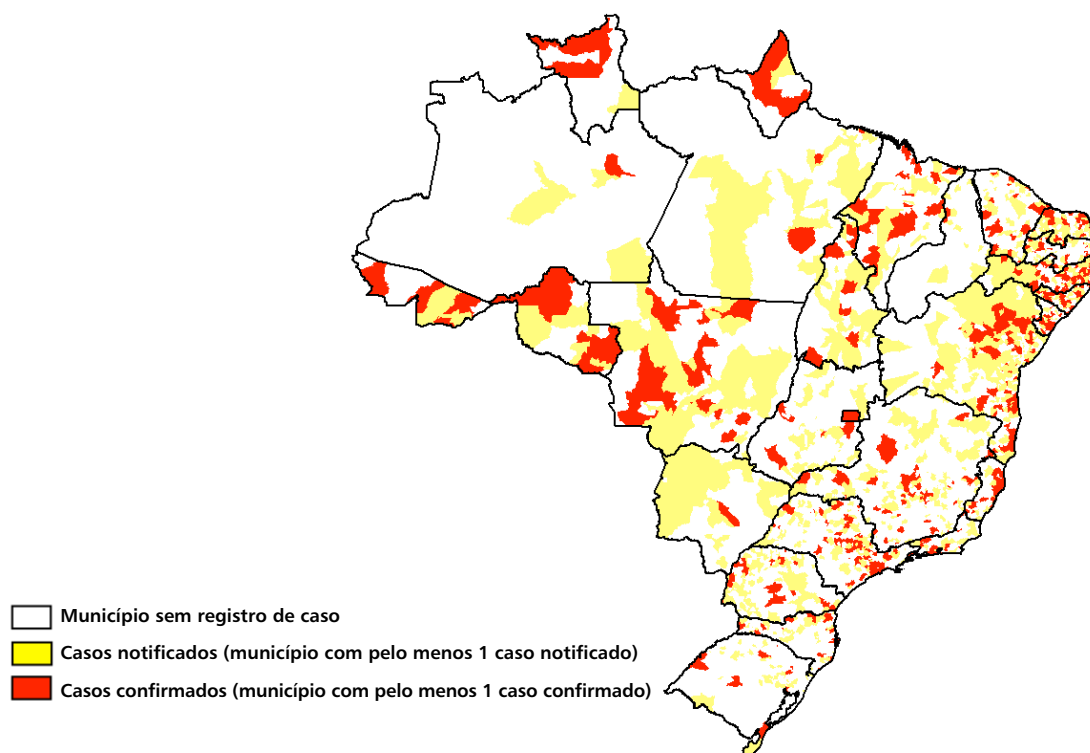 Município sem registro de caso
Casos notificados (município com pelo menos 1 caso notificado)
Casos confirmados (município com pelo menos 1 caso confirmado)